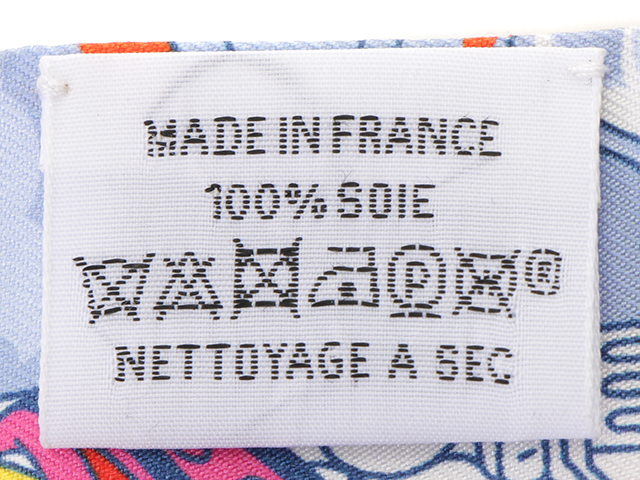 MADE IN FRANCE
100% SOIE
P ®
NETTOYAGE A SEC